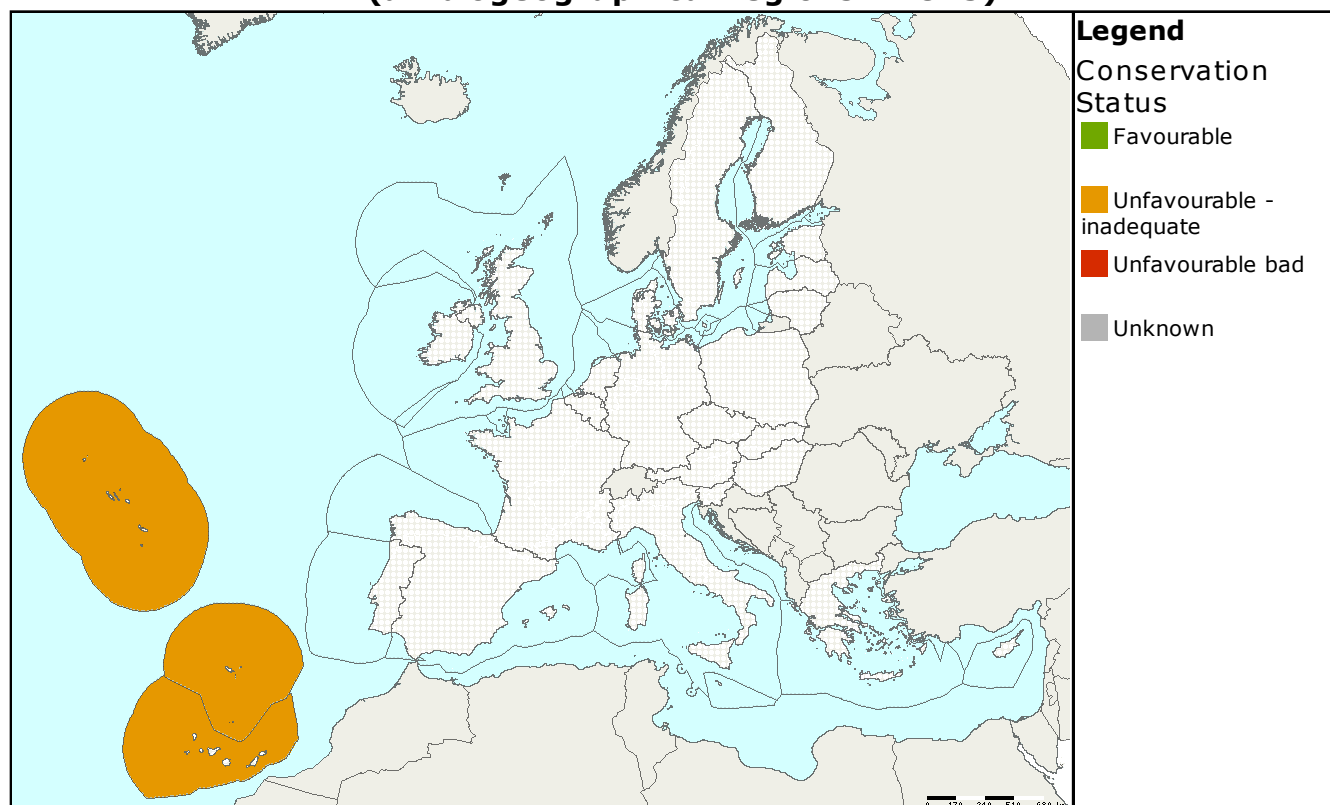 Legend
Conservation
Status
Favourable
Unfavourable -
inadequate
Unfavourable bad
Unknown